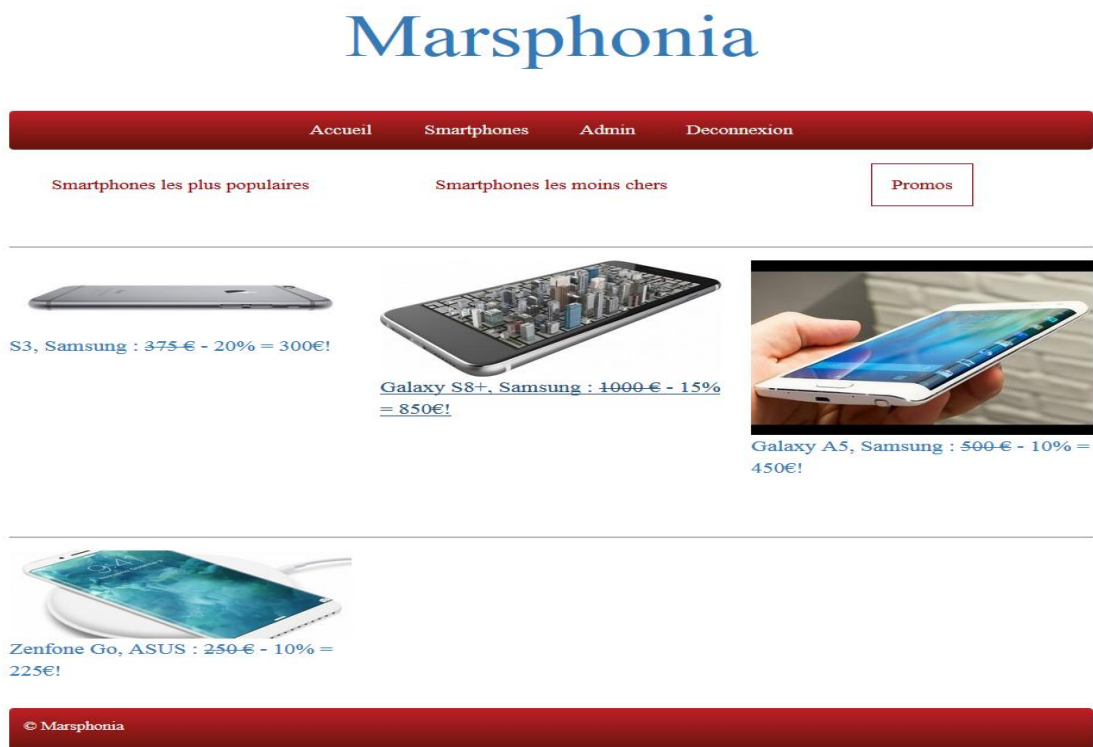 Marsphonia
Accueil Smartphones Admin Deconnexion
Smartphones les plus populaires Smartphones les moins chers Promos
S3, Samsung : 375 € - 20% = 300€!
Galaxy S8+, Samsung : 1000 € - 15%
= 850€!
Galaxy A5, Samsung : 500 € - 10% =
450€!
9:41
Zenfone Go, ASUS : 250 € - 10% =
225€!
© Marsphonia